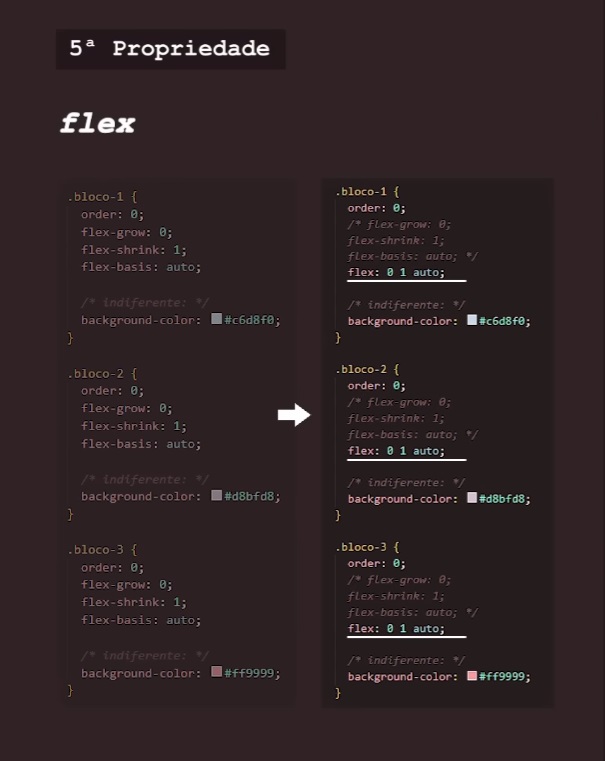 5ª Propriedade
flex
.bloco-1 {
order: 0;
flex-grow: 0;
flex-shrink: 1;
flex-basis: auto;
/* indiferente: */
background-color: #c6d8f0;
}
.bloco-2 {
order: 0;
flex-grow: 0;
flex-shrink: 1;
flex-basis: auto;
/* indiferente: */
background-color: #d8bfd8;
}
.bloco-3 {
order: 0;
flex-grow: 0;
flex-shrink: 1;
flex-basis: auto;
/* indiferente: */
background-color: #ff9999;
}
.bloco-1 {
order: 0;
/* flex-grow: 0;
flex-shrink: 1;
flex-basis: auto; */
flex: 0 1 auto;
/* indiferente: */
background-color: #c6d8f0;
}
.bloco-2 {
order: 0;
/* flex-grow: 0;
flex-shrink: 1;
flex-basis: auto; */
flex: 0 1 auto;
/* indiferente: */
background-color: #d8bfd8;
}
.bloco-3 {
order: 0;
/* flex-grow: 0;
flex-shrink: 1;
flex-basis: auto; */
flex: 0 1 auto;
/* indiferente: */
background-color: #ff9999;
}